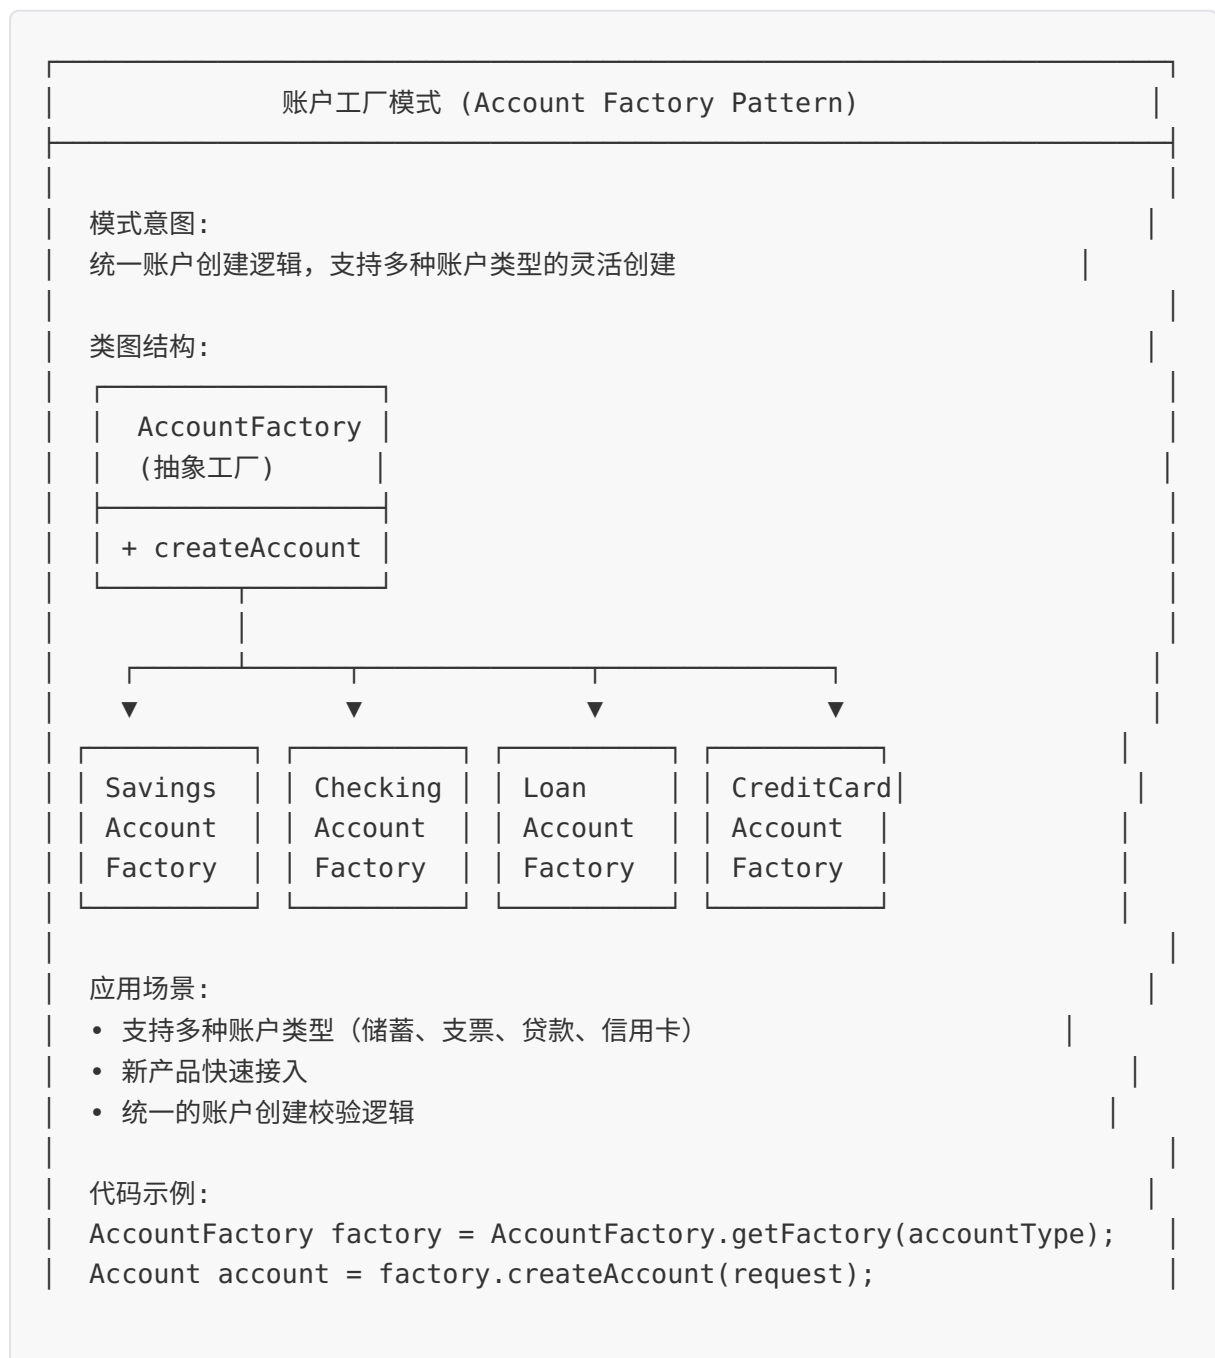 账户工厂模式 (Account Factory Pattern)
模式意图:
统一账户创建逻辑，支持多种账户类型的灵活创建
类图结构:
AccountFactory
(抽象工厂)
+ createAccount
Savings Checking Loan CreditCard
Account Account Account Account
Factory Factory Factory Factory
应用场景:
• 支持多种账户类型（储蓄、支票、贷款、信用卡）
• 新产品快速接入
• 统一的账户创建校验逻辑
代码示例:
AccountFactory factory = AccountFactory.getFactory(accountType);
Account account = factory.createAccount(request);